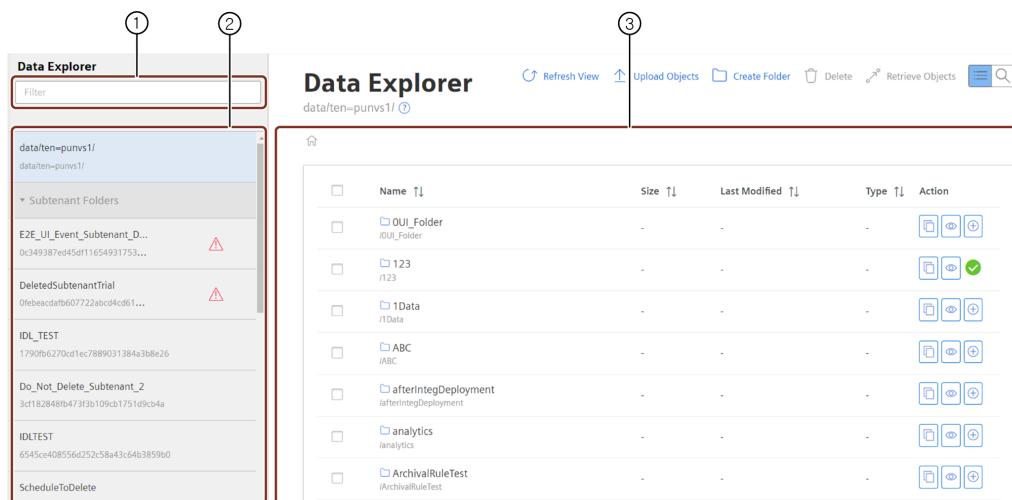 1
2
3
Data Explorer
Filter
data/ten=punvs1/
data/ten=punvs1/
Subtenant Folders
E2E_UI_Event_Subtenant_D...
0c349387ed45df11654931753...
DeletedSubtenantTrial
0febeacdafb607722abcd4cd61...
IDL_TEST
1790fb6270cd1ec7889031384a3b8e26
Do_Not_Delete_Subtenant_2
3cf182848fb473f3b109cb1751d9cb4a
IDLTEST
6545ce408556d252c58a43c64b3859b0
ScheduleToDelete
Data Explorer
data/ten=punvs1/ ?
Refresh View Upload Objects Create Folder Delete Retrieve Objects
Name Size Last Modified Type Action
0UI_Folder - - -
/0UI_Folder
123 - - -
/123
1Data - - -
/1Data
ABC - - -
/ABC
afterIntegDeployment - - -
/afterIntegDeployment
analytics - - -
/analytics
ArchivalRuleTest - - -
/ArchivalRuleTest